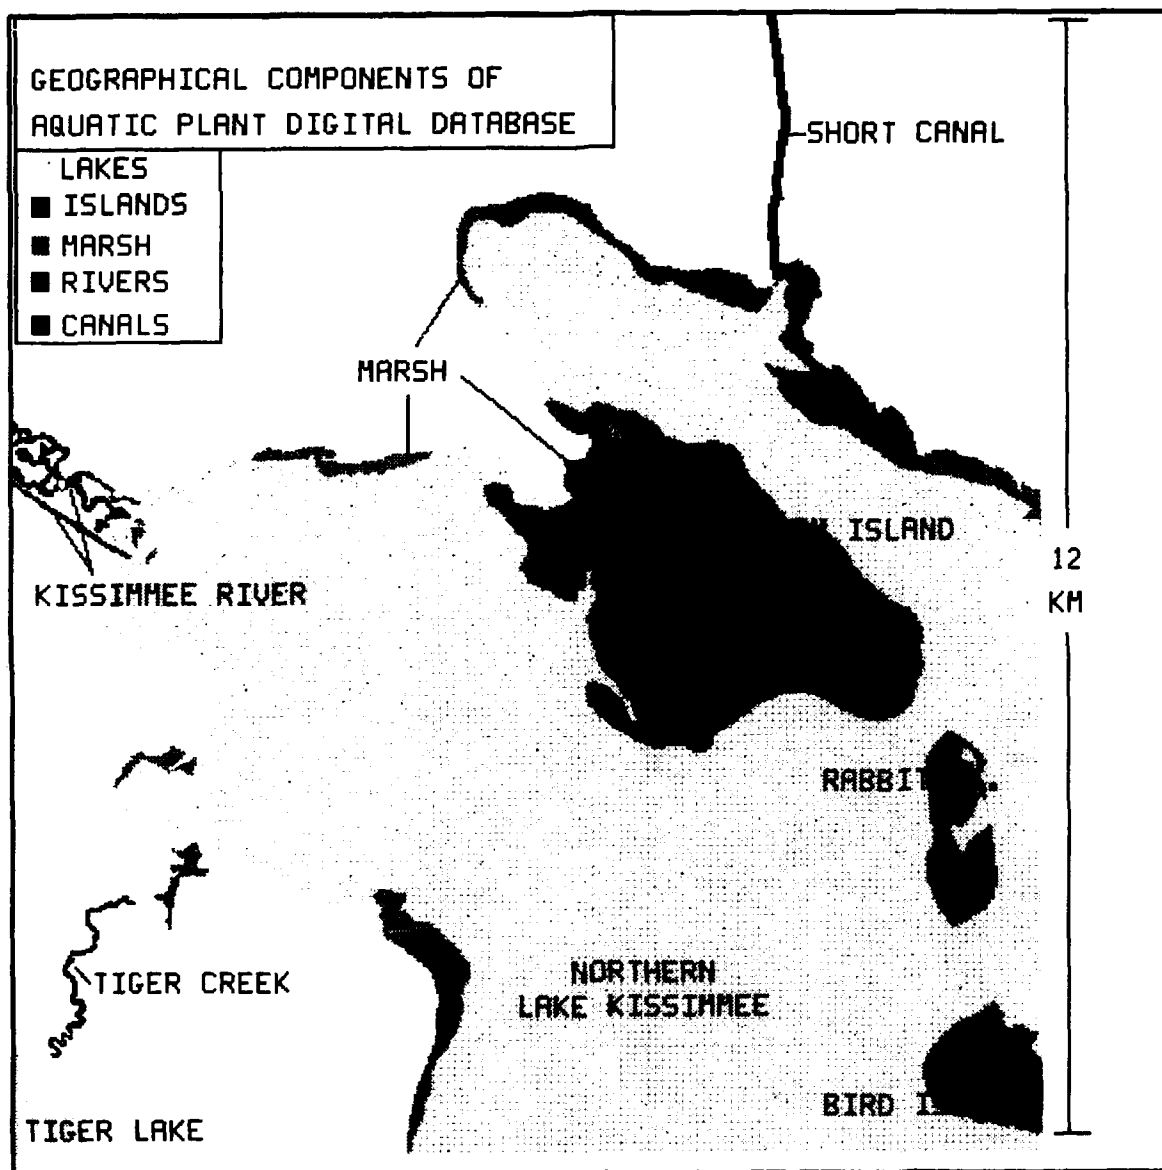 GEOGRAPHICAL COMPONENTS OF
AQUATIC PLANT DIGITAL DATABASE
LAKES
ISLANDS
MARSH
RIVERS
CANALS
SHORT CANAL
MARSH
ISLAND
12
KM
KISSIMMEE RIVER
RABBIT
TIGER CREEK
NORTHERN
LAKE KISSIMMEE
BIRD
TIGER LAKE